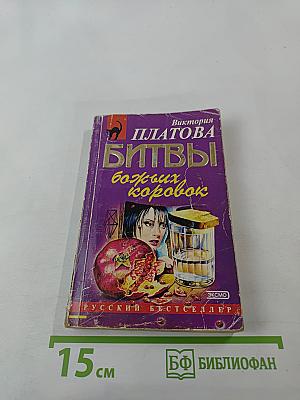 Виктория
ПЛАТОВА
БИТВЫ
божьих
коровок
ЭКСМО
РУССКИЙ БЕСТСЕЛЛЕР
15 см
БФ БИБЛИОФАН